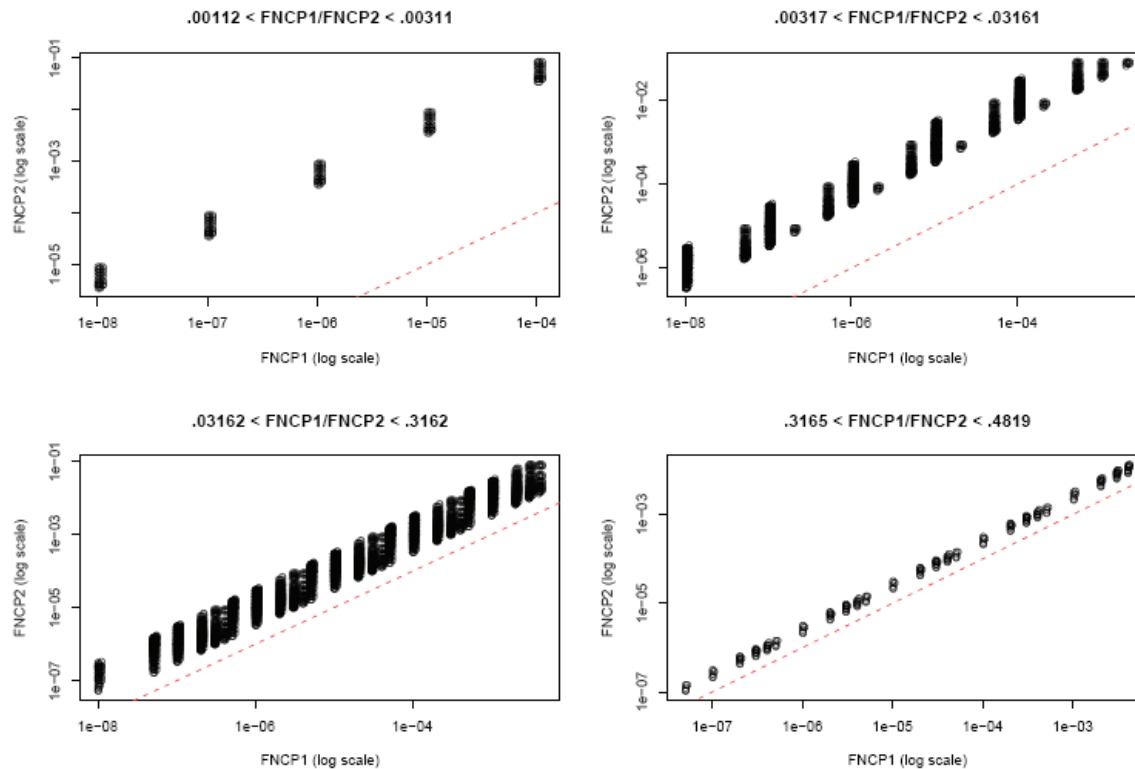 .00112 < FNCP1/FNCP2 < .00311
FNCP2 (log scale)
1e-01
1e-03
1e-05
1e-08 1e-07 1e-06 1e-05 1e-04
FNCP1 (log scale)
.00317 < FNCP1/FNCP2 < .03161
FNCP2 (log scale)
1e-02
1e-04
1e-06
1e-08 1e-06 1e-04
FNCP1 (log scale)
.03162 < FNCP1/FNCP2 < .3162
FNCP2 (log scale)
1e-01
1e-03
1e-05
1e-07
1e-08 1e-06 1e-04
FNCP1 (log scale)
.3165 < FNCP1/FNCP2 < .4819
FNCP2 (log scale)
1e-03
1e-05
1e-07
1e-07 1e-06 1e-05 1e-04 1e-03
FNCP1 (log scale)